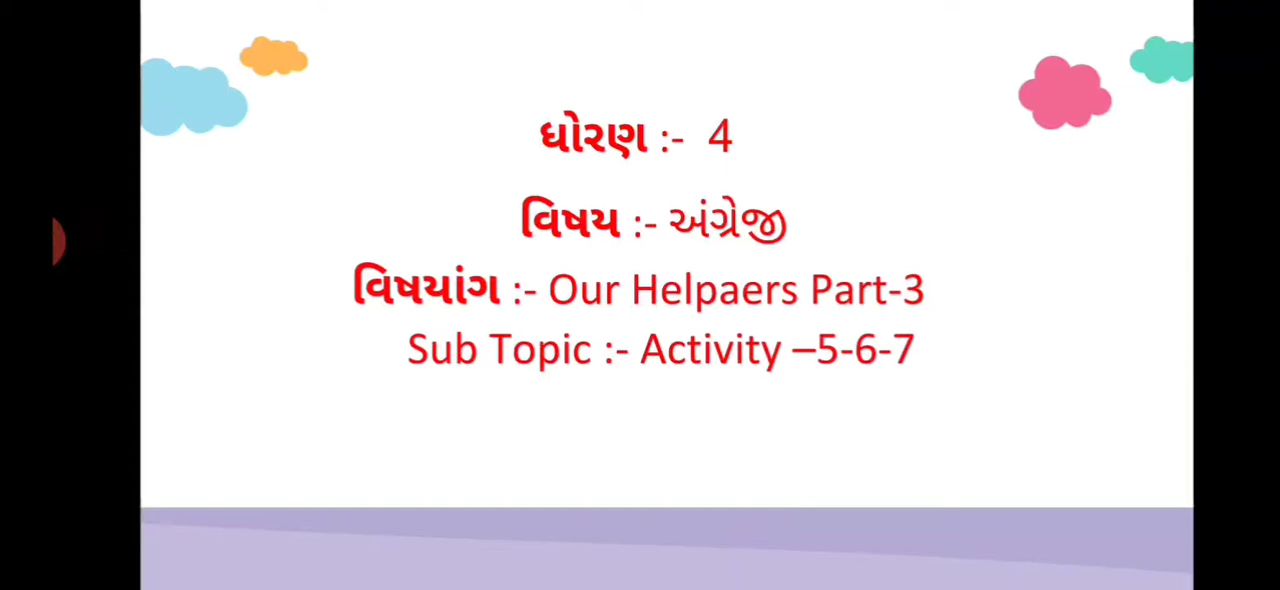 ધોરણ :- 4
વિષય :- અંગ્રેજી
વિષયાંગ :- Our Helpaers Part-3
Sub Topic :- Activity –5-6-7